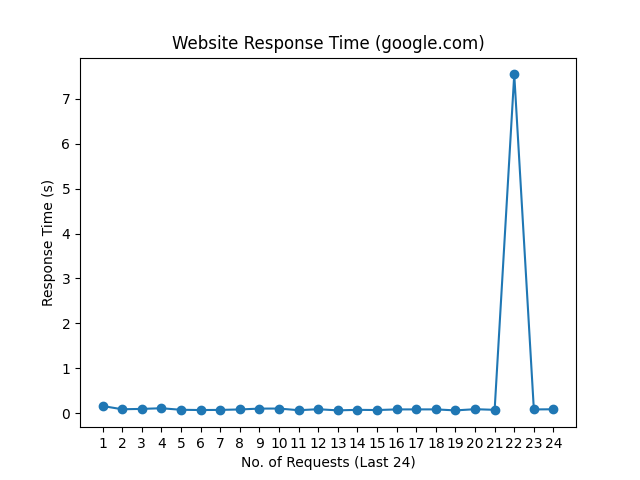 Website Response Time (google.com)
Response Time (s)
7
6
5
4
3
2
1
0
1 2 3 4 5 6 7 8 9 10 11 12 13 14 15 16 17 18 19 20 21 22 23 24
No. of Requests (Last 24)